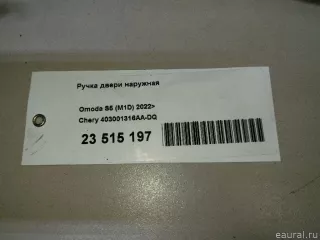 Ручка двери наружная
Omoda S5 (M1D) 2022>
Chery 403001316AA-DQ
23 515 197
eaural.ru